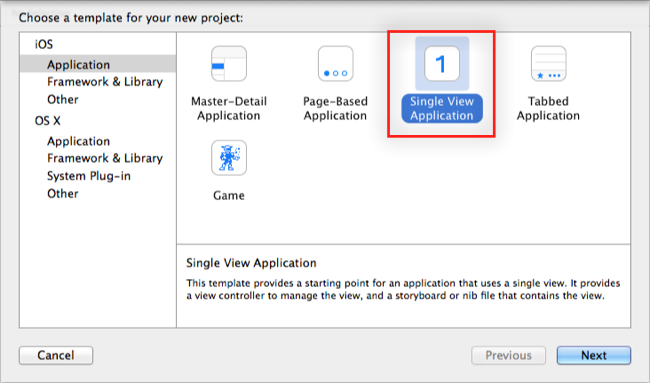 Choose a template for your new project:
iOS
Application
Framework & Library
Other
OS X
Application
Framework & Library
System Plug-in
Other
Master-Detail
Application
Page-Based
Application
1
Single View
Application
Tabbed
Application
Game
Single View Application
This template provides a starting point for an application that uses a single view. It provides
a view controller to manage the view, and a storyboard or nib file that contains the view.
Cancel
Previous
Next